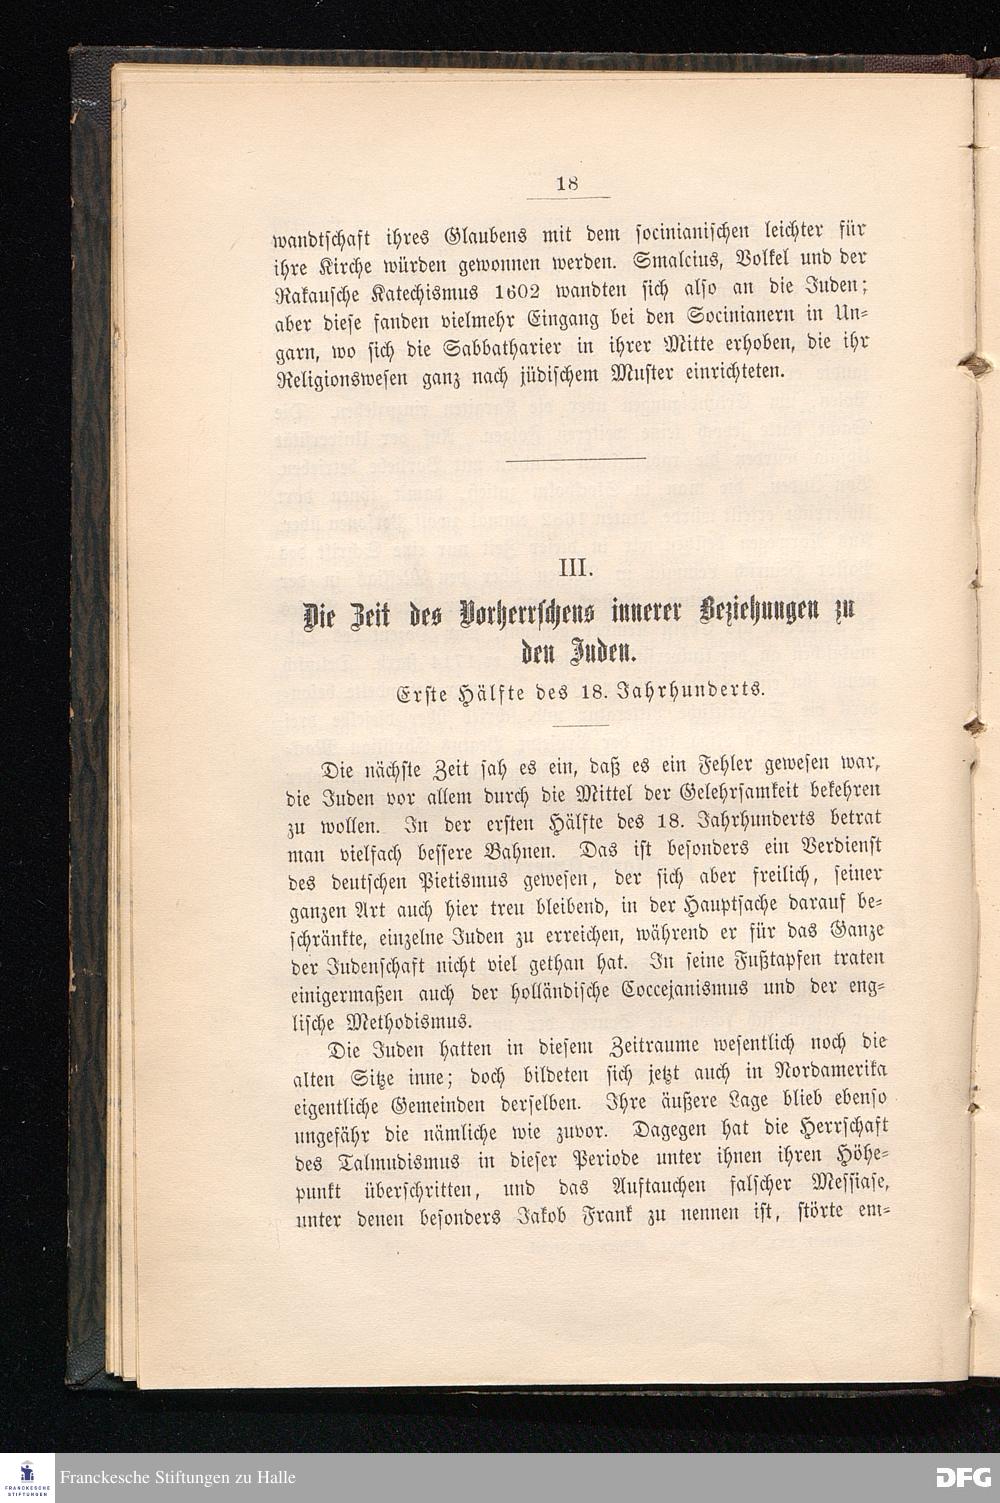 18
wandtschaft ihres Glaubens mit dem socinianischen leichter für
ihre Kirche würden gewonnen werden. Smalcius, Volkel und der
Rakausche Katechismus 1602 wandten sich also an die Juden;
aber diese fanden vielmehr Eingang bei den Socinianern in Un-
garn, wo sich die Sabbatharier in ihrer Mitte erhoben, die ihr
Religionswesen ganz nach jüdischem Muster einrichteten.
III.
Die Zeit des Vorherrschens innerer Beziehungen zu
den Juden.
Erste Hälfte des 18. Jahrhunderts.
Die nächste Zeit sah es ein, daß es ein Fehler gewesen war,
die Juden vor allem durch die Mittel der Gelehrsamkeit bekehren
zu wollen. In der ersten Hälfte des 18. Jahrhunderts betrat
man vielfach bessere Bahnen. Das ist besonders ein Verdienst
des deutschen Pietismus gewesen, der sich aber freilich, seiner
ganzen Art auch hier treu bleibend, in der Hauptsache darauf be-
schränkte, einzelne Juden zu erreichen, während er für das Ganze
der Judenschaft nicht viel gethan hat. In seine Fußtapfen traten
einigermaßen auch der holländische Coccejanismus und der eng-
lische Methodismus.
Die Juden hatten in diesem Zeitraume wesentlich noch die
alten Sitze inne; doch bildeten sich jetzt auch in Nordamerika
eigentliche Gemeinden derselben. Ihre äußere Lage blieb ebenso
ungefähr die nämliche wie zuvor. Dagegen hat die Herrschaft
des Talmudismus in dieser Periode unter ihnen ihren Höhe-
punkt überschritten, und das Auftauchen falscher Messiase,
unter denen besonders Jakob Frank zu nennen ist, störte em-
FRANCKESCHE
STIFTUNGEN
Franckesche Stiftungen zu Halle
DFG